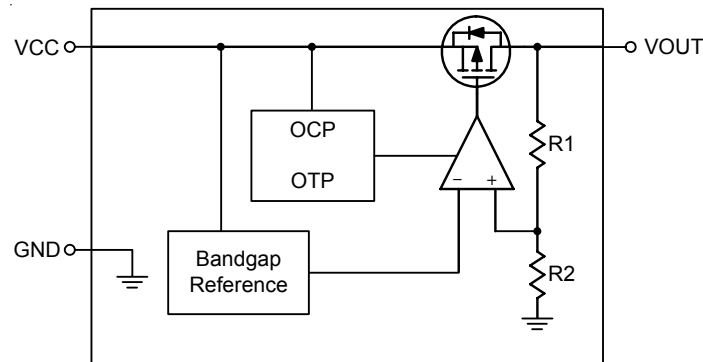 VCC
VOUT
OCP
OTP
R1
− +
GND
Bandgap
Reference
R2